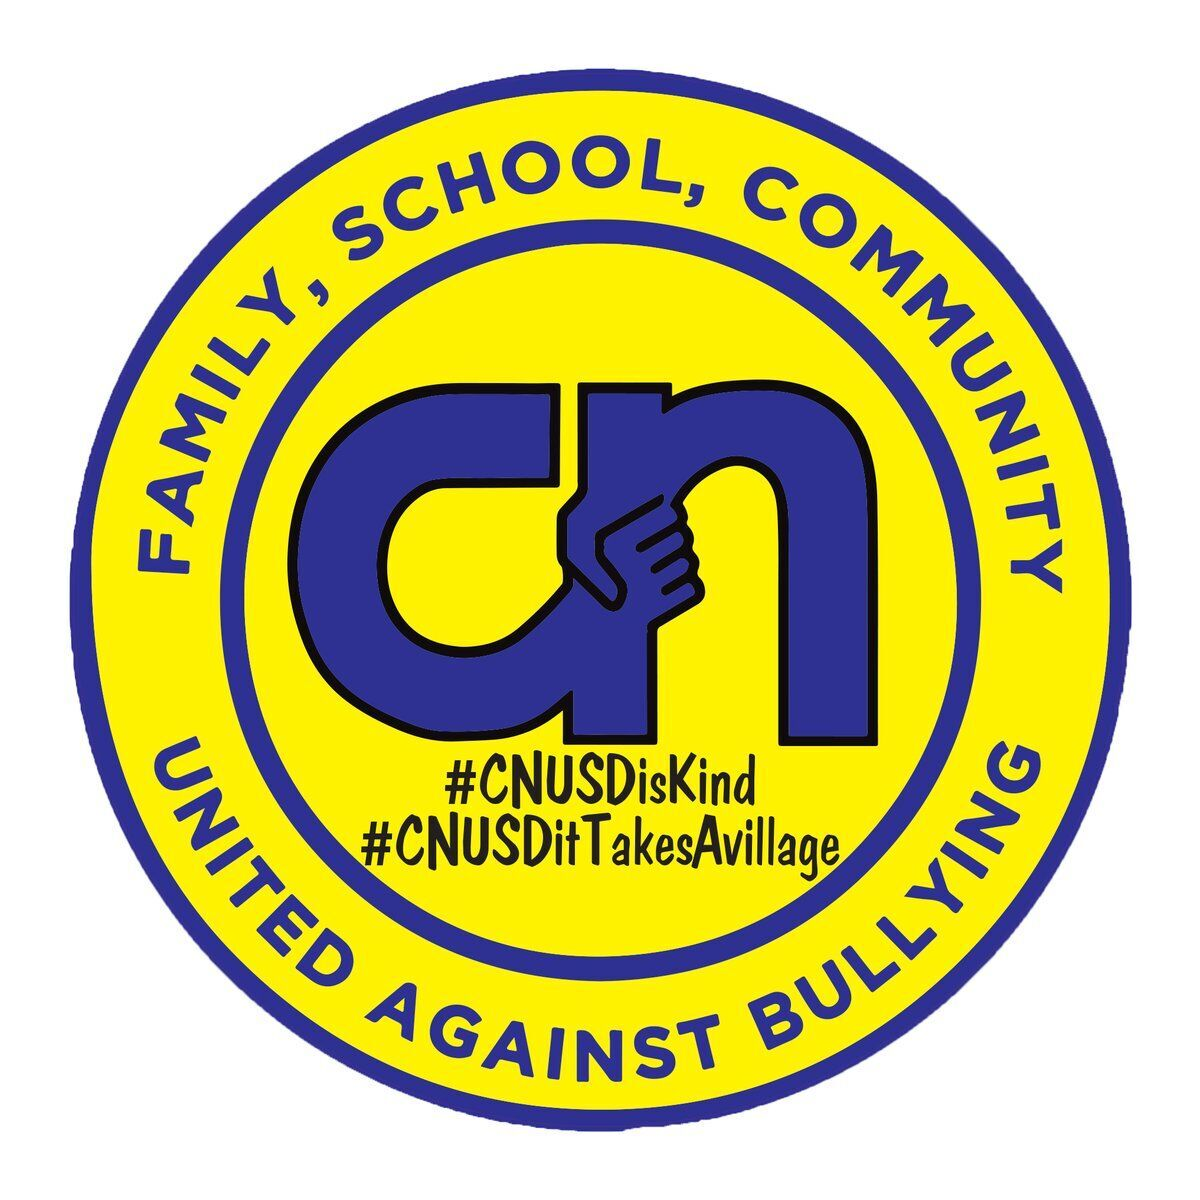 FAMILY, SCHOOL, COMMUNITY
cn
#CNUSDisKind
#CNUSDitTakesAvillage
UNITED AGAINST BULLYING